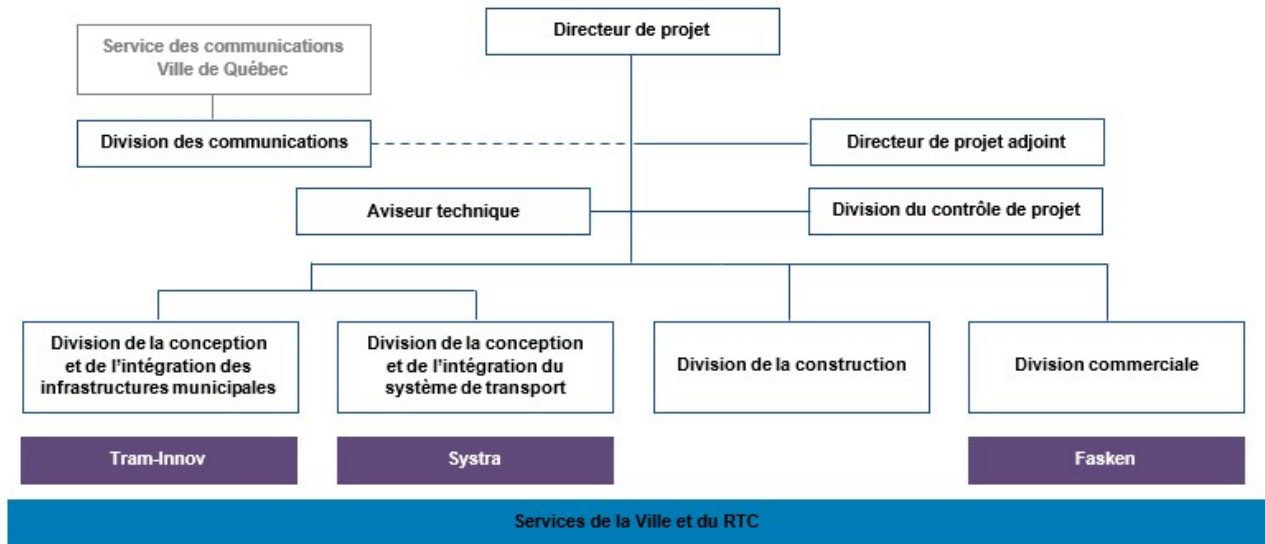 Directeur de projet
Service des communications
Ville de Québec
Division des communications
Directeur de projet adjoint
Aviseur technique
Division du contrôle de projet
Division de la conception
et de l'intégration des
infrastructures municipales
Division de la conception
et de l'intégration du
système de transport
Division de la construction
Division commerciale
Tram-Innov
Systra
Fasken
Services de la Ville et du RTC